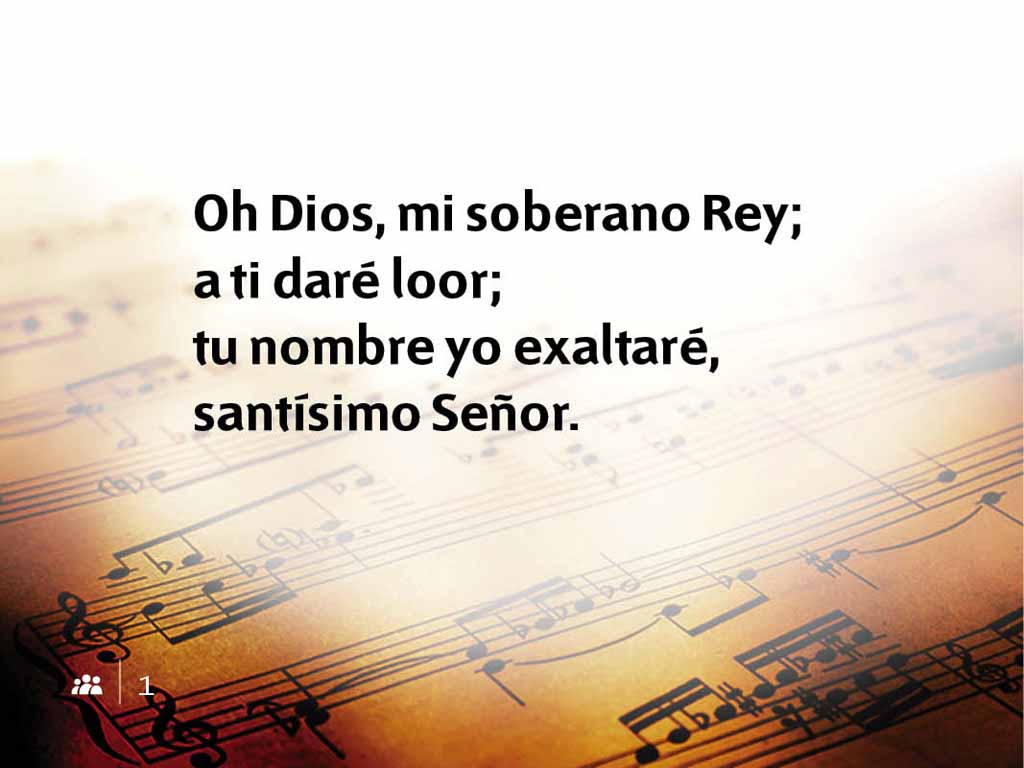 Oh Dios, mi soberano Rey;
a ti daré loor;
tu nombre yo exaltaré,
santísimo Señor.
1